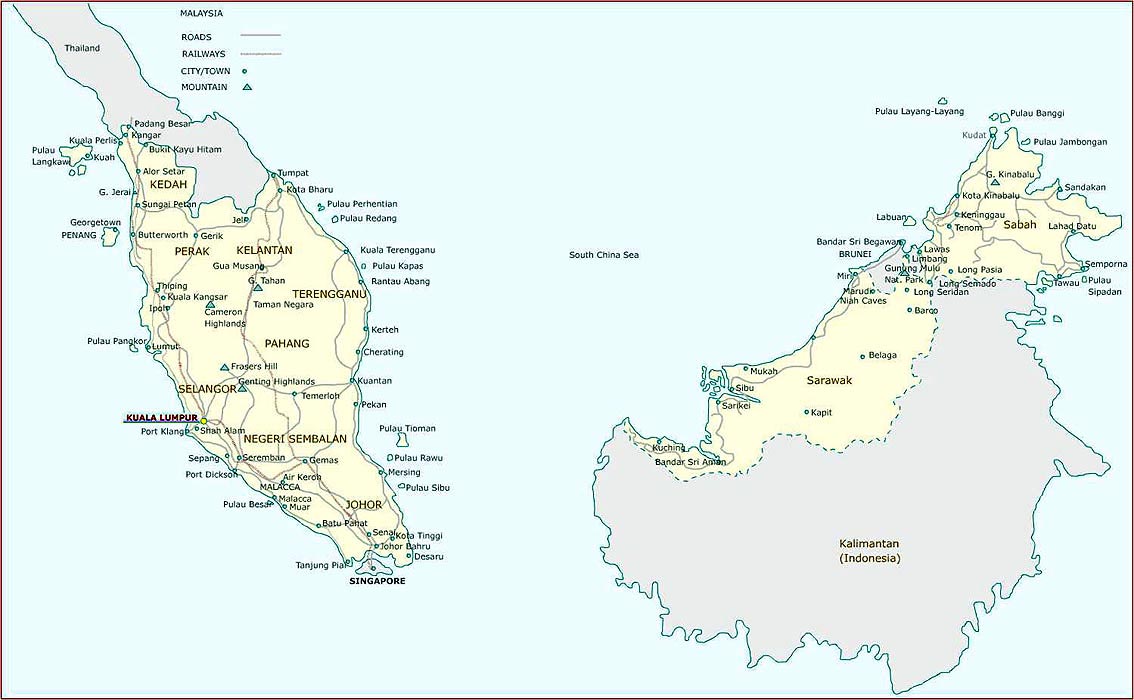 MALAYSIA
ROADS
RAILWAYS
CITY/TOWN
MOUNTAIN
Thailand
Padang Besar
Kangar
Kuala Perlis
Bukit Kayu Hitam
Pulau
Langkawi
Kuah
Alor Setar
KEDAH
G. Jerai
Sungai Petan
Georgetown
PENANG
Butterworth
Gerik
Jeli
Tumpat
Kota Bharu
Pulau Perhentian
Pulau Redang
PERAK
KELANTAN
Kuala Terengganu
Gua Musang
Pulau Kapas
G. Tahan
Rantau Abang
Thiping
Kuala Kangsar
TERENGGANU
Taman Negara
Ipoh
Cameron
Highlands
Kerteh
Pulau Pangkor
Lumut
PAHANG
Cherating
Frasers Hill
SELANGOR
Genting Highlands
Kuantan
Temerloh
Pekan
KUALA LUMPUR
Port Klang
Shah Alam
Pulau Tioman
NEGERI SEMBALAN
Sepang
Seremban
Gemas
Pulau Rawu
Port Dickson
Air Keroh
Mersing
MALACCA
Pulau Sibu
Malacca
Pulau Besar
Muar
JOHOR
Batu Pahat
Senai
Kota Tinggi
Johor Bahru
Desaru
Tanjung Piai
SINGAPORE
South China Sea
Pulau Layang-Layang
Pulau Banggi
Kudat
Pulau Jambongan
G. Kinabalu
Sandakan
Kota Kinabalu
Labuan
Keninggau
Tenom
Sabah
Lahad Datu
Bandar Sri Begawan
BRUNEI
Lawas
Limbang
Gunung Mulu
Nat. Park
Long Pasia
Semporna
Miri
Tawau
Pulau
Sipadan
Marudi
Niah Caves
Long Semado
Long Seridan
Barco
Belaga
Mukah
Sarawak
Sibu
Sarikei
Kapit
Kuching
Bandar Sri Aman
Kalimantan
(Indonesia)